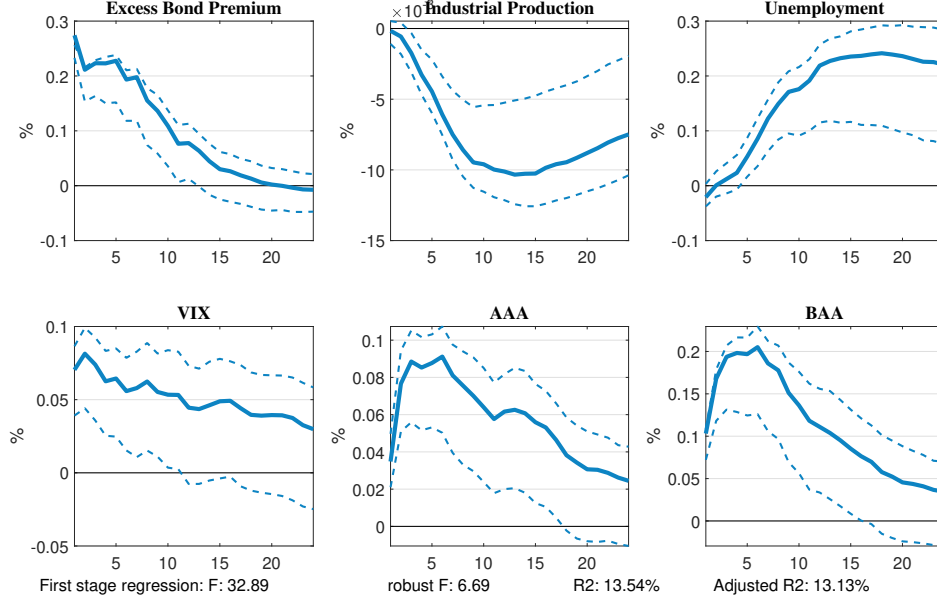 Excess Bond Premium
0.3
0.2
0.1
0
-0.1
%
5 10 15 20
Industrial Production
0
-5
-10
-15
%
5 10 15 20
Unemployment
0.3
0.2
0.1
0
-0.1
%
5 10 15 20
VIX
0.1
0.05
0
-0.05
%
5 10 15 20
AAA
0.1
0.08
0.06
0.04
0.02
0
%
5 10 15 20
BAA
0.2
0.15
0.1
0.05
0
%
5 10 15 20
First stage regression: F: 32.89 robust F: 6.69 R2: 13.54% Adjusted R2: 13.13%